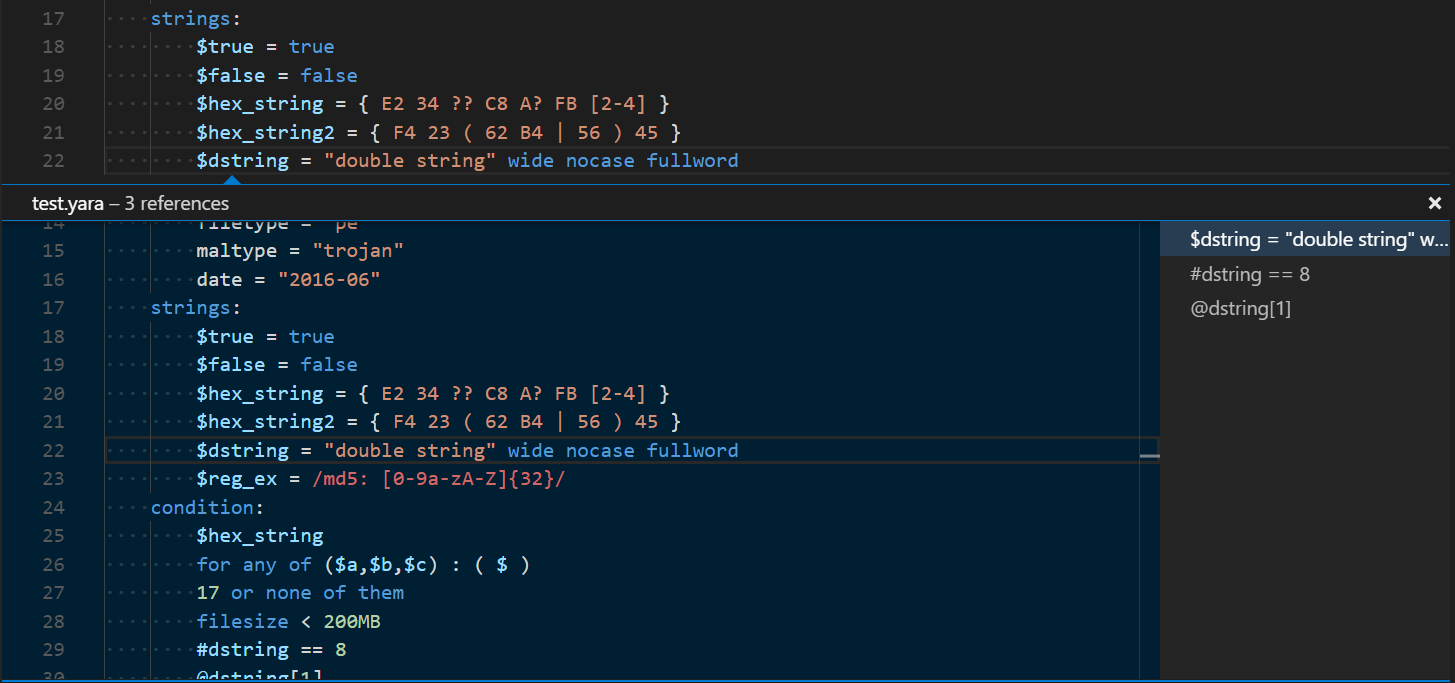 17 strings:
18 $true = true
19 $false = false
20 $hex_string = { E2 34 ?? C8 A? FB [2-4] }
21 $hex_string2 = { F4 23 ( 62 B4 | 56 ) 45 }
22 $dstring = "double string" wide nocase fullword
test.yara – 3 references
14 filetype = "pe"
15 maltype = "trojan"
16 date = "2016-06"
17 strings:
18 $true = true
19 $false = false
20 $hex_string = { E2 34 ?? C8 A? FB [2-4] }
21 $hex_string2 = { F4 23 ( 62 B4 | 56 ) 45 }
22 $dstring = "double string" wide nocase fullword
23 $reg_ex = /md5: [0-9a-zA-Z]{32}/
24 condition:
25 $hex_string
26 for any of ($a,$b,$c) : ( $ )
27 17 or none of them
28 filesize < 200MB
29 #dstring == 8
30 @dstring[1]
$dstring = "double string" w...
#dstring == 8
@dstring[1]